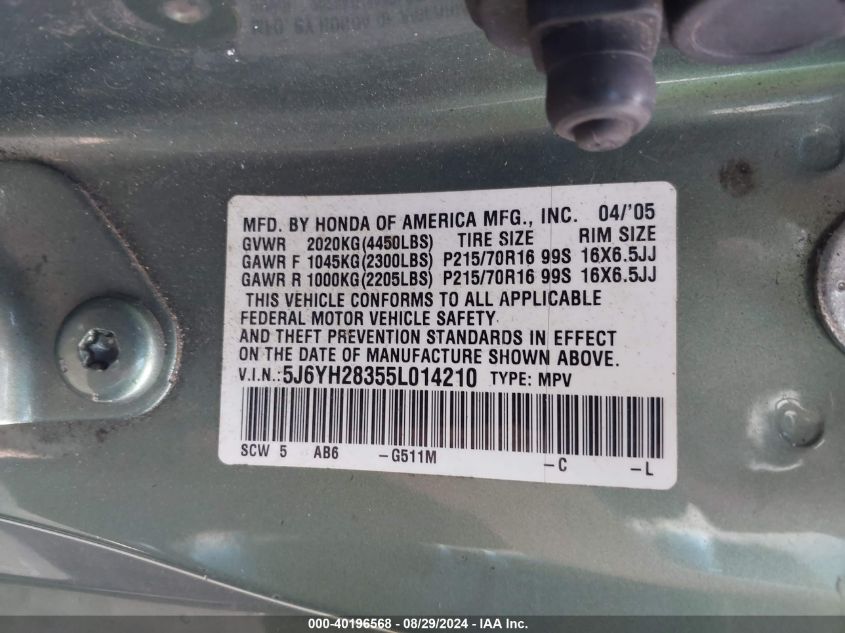 MFD. BY HONDA OF AMERICA MFG., INC. 04/'05
GVWR 2020KG(4450LBS) TIRE SIZE RIM SIZE
GAWR F 1045KG(2300LBS) P215/70R16 99S 16X6.5JJ
GAWR R 1000KG(2205LBS) P215/70R16 99S 16X6.5JJ
THIS VEHICLE CONFORMS TO ALL APPLICABLE
FEDERAL MOTOR VEHICLE SAFETY
AND THEFT PREVENTION STANDARDS IN EFFECT
ON THE DATE OF MANUFACTURE SHOWN ABOVE.
V.I.N.:5J6YH28355L014210 TYPE: MPV
SCW 5 AB6 -G511M -C -L
000-40196568 - 08/29/2024 - IAA Inc.